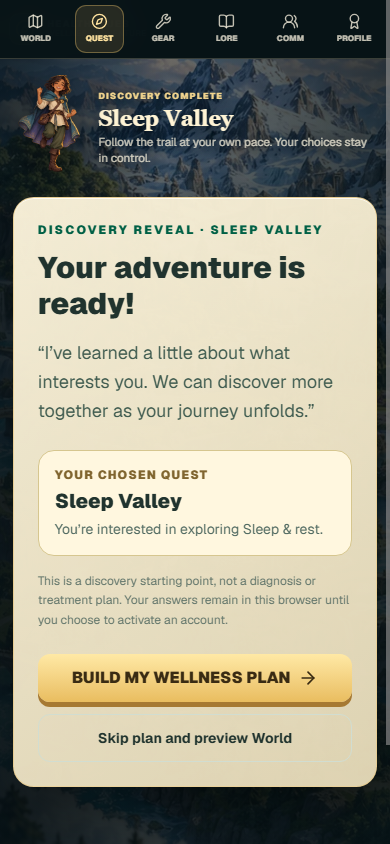 WORLD
QUEST
GEAR
LORE
COMM
PROFILE
DISCOVERY COMPLETE
Sleep Valley
Follow the trail at your own pace. Your choices stay
in control.
DISCOVERY REVEAL · SLEEP VALLEY
Your adventure is
ready!
“I’ve learned a little about what
interests you. We can discover more
together as your journey unfolds.”
YOUR CHOSEN QUEST
Sleep Valley
You’re interested in exploring Sleep & rest.
This is a discovery starting point, not a diagnosis or
treatment plan. Your answers remain in this browser until
you choose to activate an account.
BUILD MY WELLNESS PLAN →
Skip plan and preview World